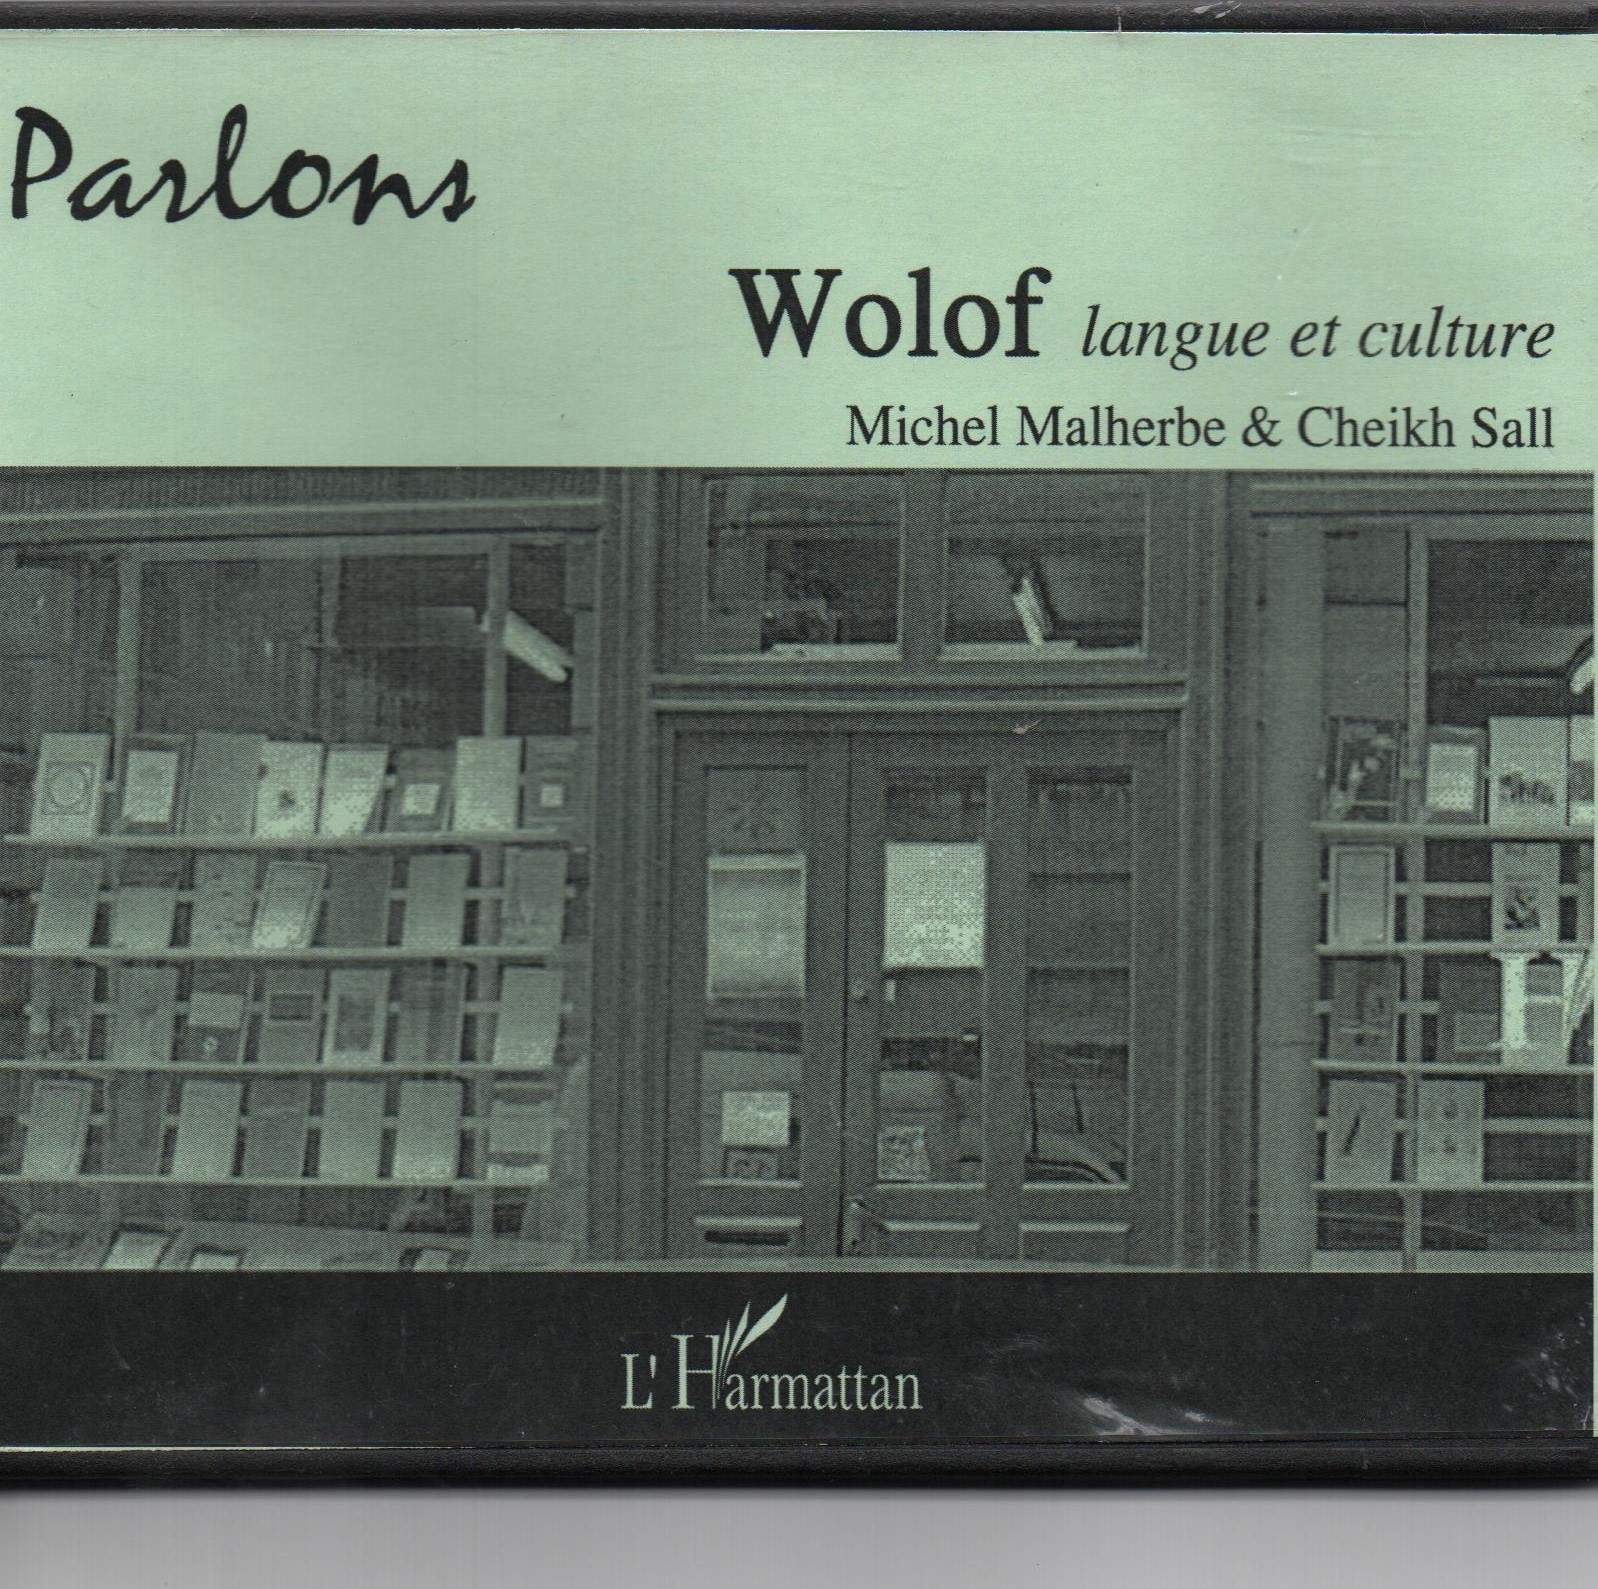 Parlons
Wolof langue et culture
Michel Malherbe & Cheikh Sall
L'Harmattan